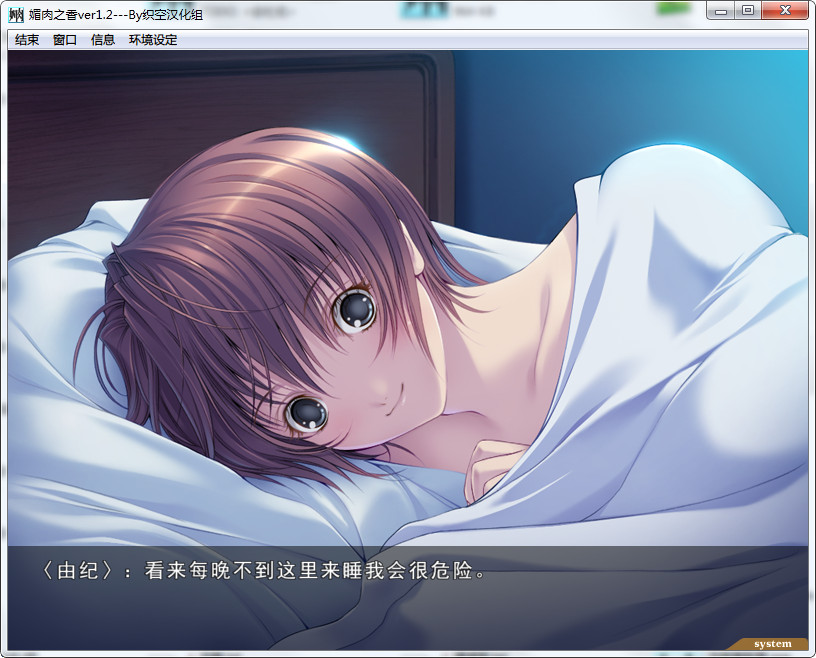 媚肉之香ver1.2---By织空汉化组
结束 窗口 信息 环境设定
〈由纪〉：看来每晚不到这里来睡我会很危险。
system